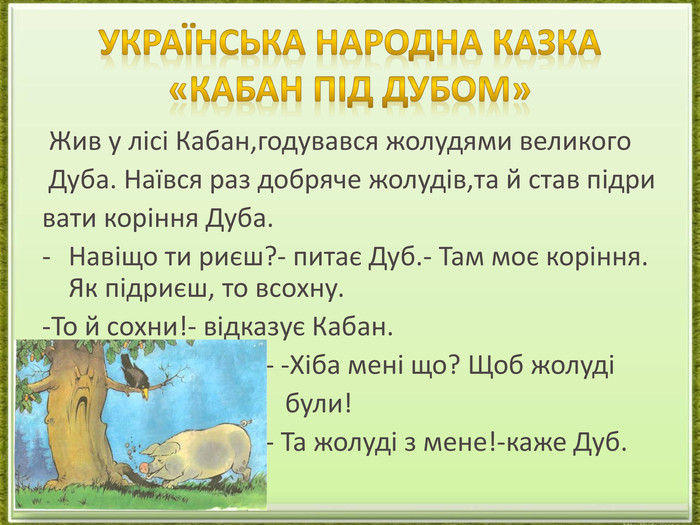 УКРАЇНСЬКА НАРОДНА КАЗКА
«КАБАН ПІД ДУБОМ»
Жив у лісі Кабан,годувався жолудями великого
Дуба. Наївся раз добряче жолудів,та й став підри
вати коріння Дуба.
- Навіщо ти риєш?- питає Дуб.- Там моє коріння.
Як підриєш, то всохну.
-То й сохни!- відказує Кабан.
- -Хіба мені що? Щоб жолуді
були!
- Та жолуді з мене!-каже Дуб.